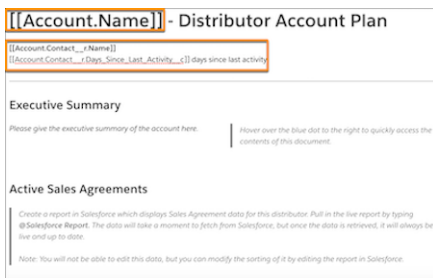 [[Account.Name]] - Distributor Account Plan
[[Account.Contact__r.Name]]
[[Account.Contact__r.Days_Since_Last_Activity__c]] days since last activity
Executive Summary
Please give the executive summary of the account here.
Hover over the blue dot to the right to quickly access the
contents of this document.
Active Sales Agreements
Create a report in Salesforce which displays Sales Agreement data for this distributor. Pull in the live report by typing
@Salesforce Report. The data will take a moment to fetch from Salesforce, but once the data is retrieved, it will always be
live and up to date.
Note: You will not be able to edit this data, but you can modify the sorting of it by editing the report in Salesforce.